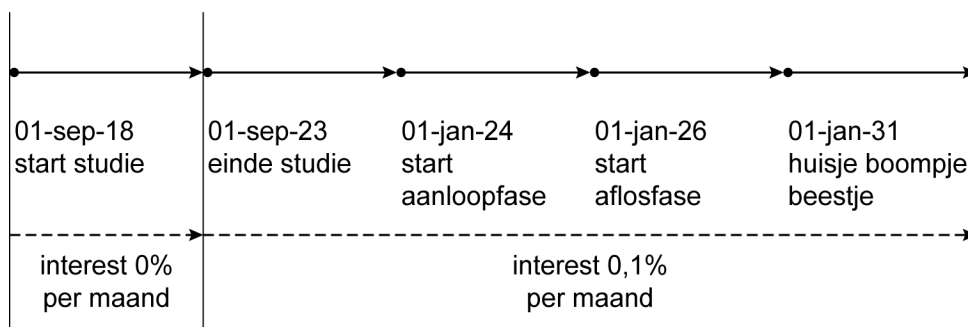 01-sep-18
start studie
01-sep-23
einde studie
01-jan-24
start
aanloopfase
01-jan-26
start
aflosfase
01-jan-31
huisje boompje
beestje
interest 0%
per maand
interest 0,1%
per maand